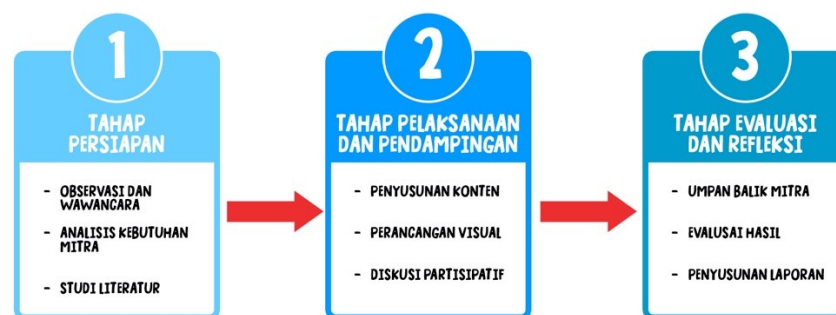 1
TAHAP
PERSIAPAN
- OBSERVASI DAN
WAWANCARA
- ANALISIS KEBUTUHAN
MITRA
- STUDI LITERATUR
2
TAHAP PELAKSANAAN
DAN PENDAMPINGAN
- PENYUSUNAN KONTEN
- PERANCANGAN VISUAL
- DISKUSI PARTISIPATIF
3
TAHAP EVALUASI
DAN REFLEKSI
- UMPAN BALIK MITRA
- EVALUSAI HASIL
- PENYUSUNAN LAPORAN